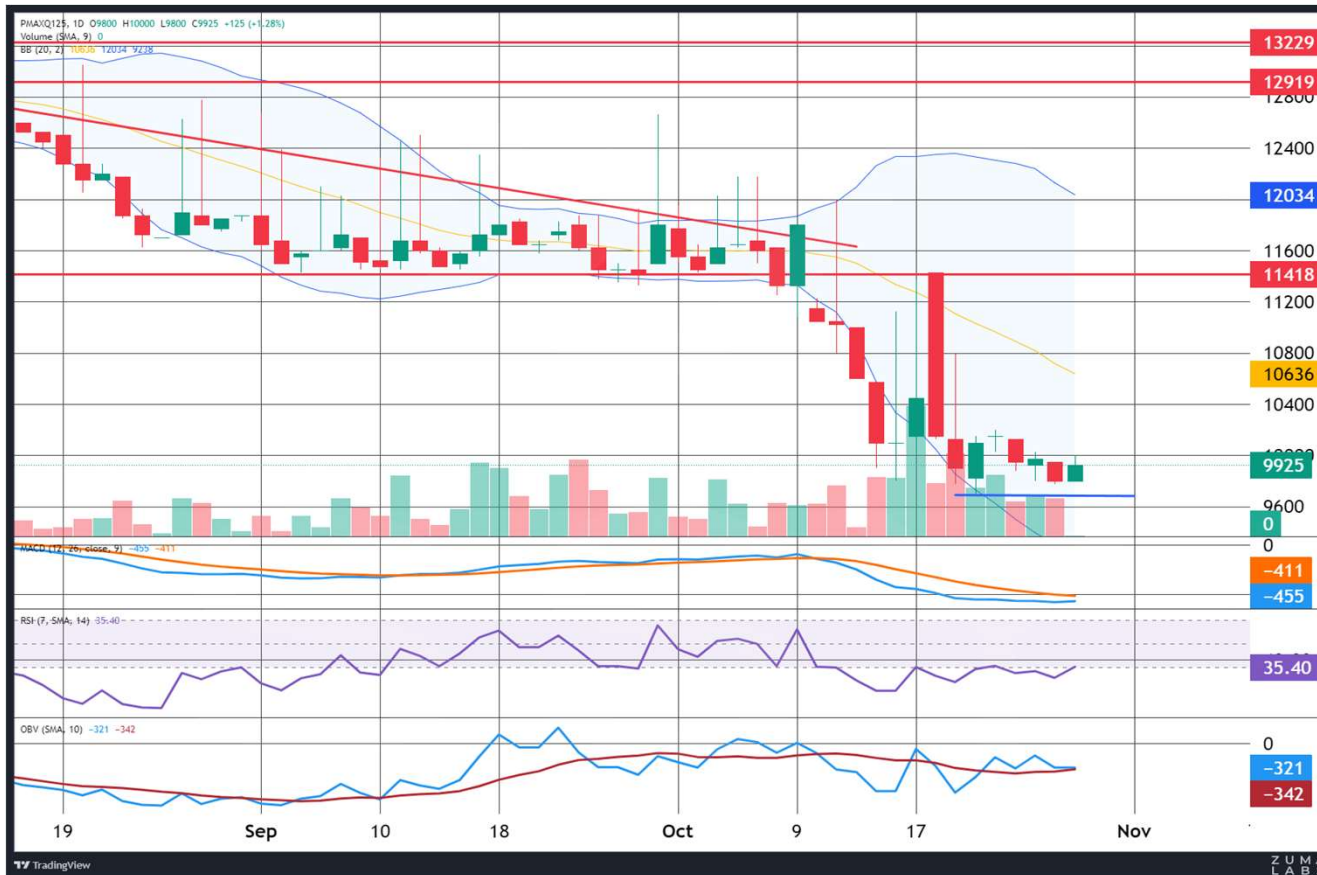 PMAXQ125, 1D O9800 H10000 L9800 C9925 +125 (+1.28%)
Volume (SMA, 9) 0
BB (20, 2) 10636 12034 9238
13229
12919
12800
12400
12034
11600
11418
11200
10800
10636
10400
9925
9600
0
MACD (12, 26, close, 9) −455 −411
0
−411
−455
RSI (7, SMA, 14) 35.40
35.40
OBV (SMA, 10) −321 −342
0
−321
−342
19 Sep 10 18 Oct 9 17 Nov
TradingView